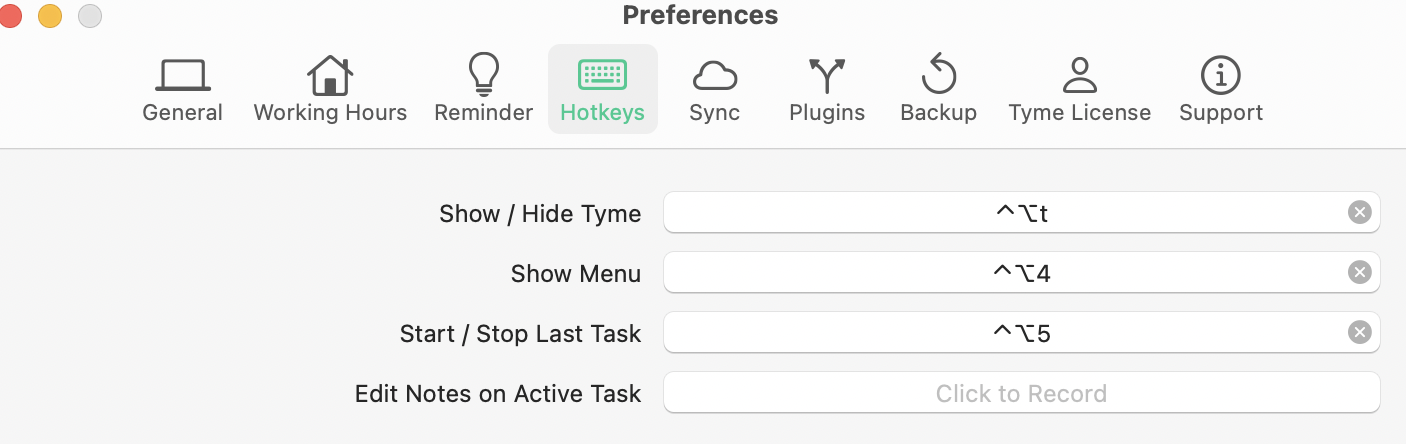 Preferences
General Working Hours Reminder Hotkeys Sync Plugins Backup Tyme License Support
Show / Hide Tyme ^⌥t
Show Menu ^⌥4
Start / Stop Last Task ^⌥5
Edit Notes on Active Task Click to Record